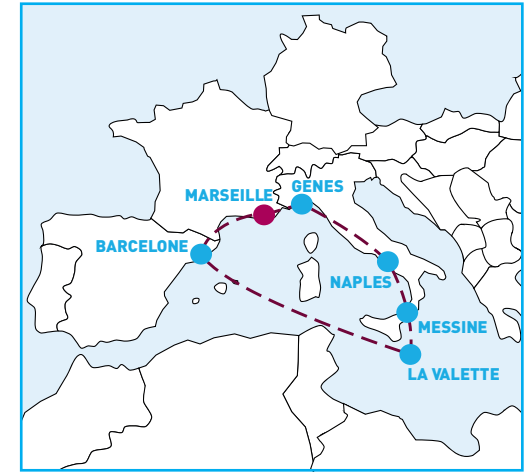 GENES
MARSEILLE
BARCELONE
NAPLES
MESSINE
LA VALETTE